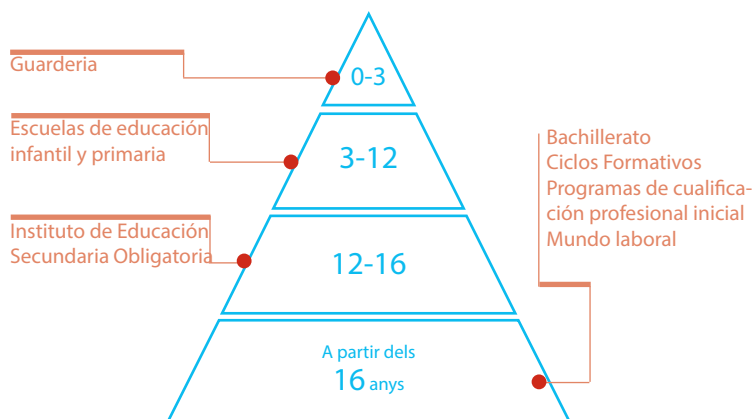 Guarderia
0-3
Escuelas de educación
infantil y primaria
3-12
Instituto de Educación
Secundaria Obligatoria
12-16
Bachillerato
Ciclos Formativos
Programas de cualifica-
ción profesional inicial
Mundo laboral
A partir dels
16 anys